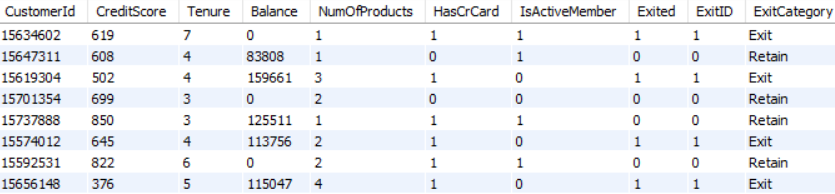 CustomerId CreditScore Tenure Balance NumOfProducts HasCrCard IsActiveMember Exited ExitID ExitCategory
15634602 619 7 0 1 1 1 1 1 Exit
15647311 608 4 83808 1 0 1 0 0 Retain
15619304 502 4 159661 3 1 0 1 1 Exit
15701354 699 3 0 2 0 0 0 0 Retain
15737888 850 3 125511 1 1 1 0 0 Retain
15574012 645 4 113756 2 1 0 1 1 Exit
15592531 822 6 0 2 1 1 0 0 Retain
15656148 376 5 115047 4 1 0 1 1 Exit